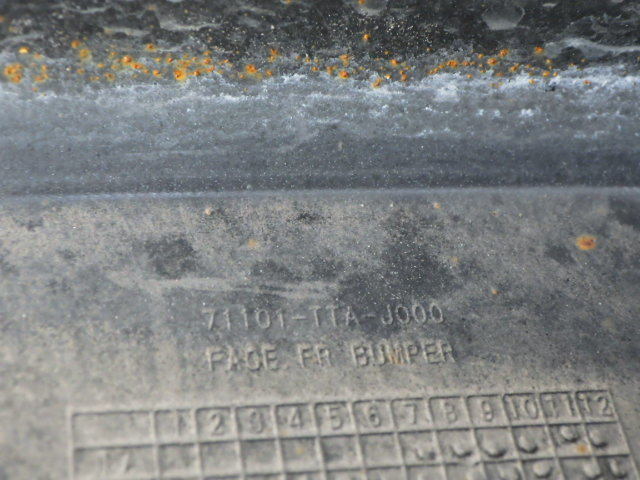 71101-TTA-J000
FACE, FR BUMPER
1 2 3 4 5 6 7 8 9 10 11 12